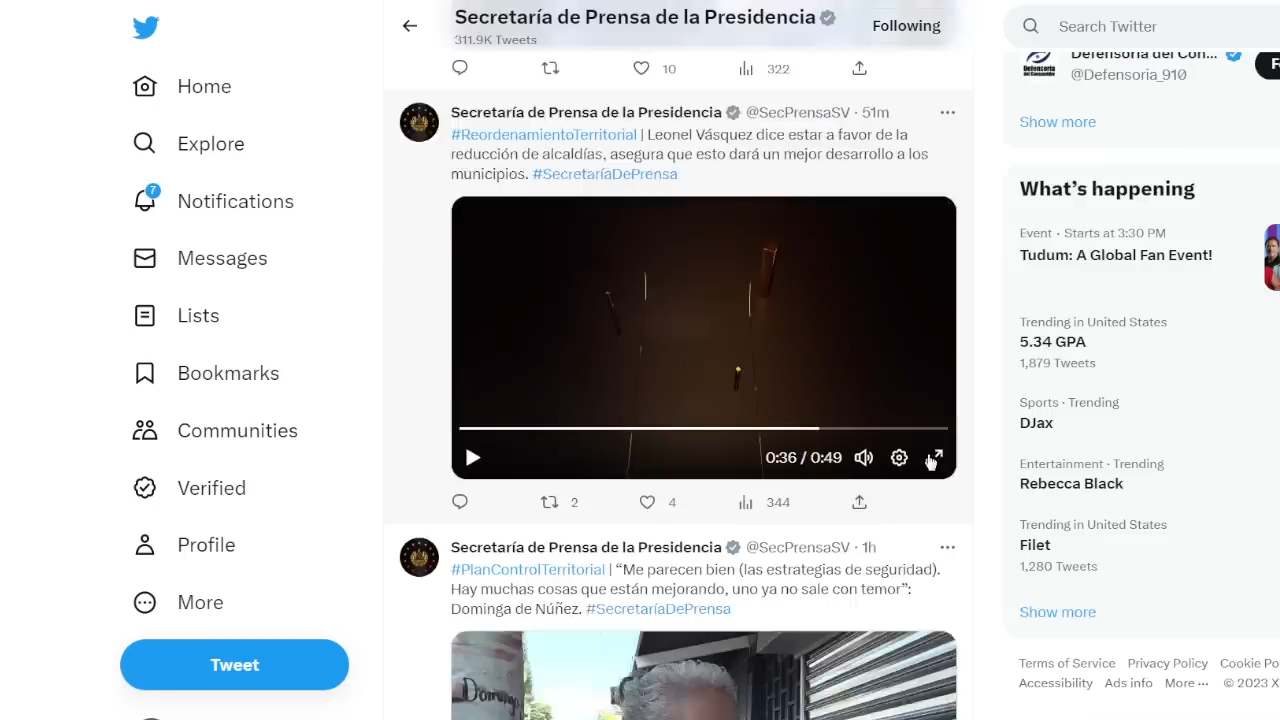 Home
Explore
7
Notifications
Messages
Lists
Bookmarks
Communities
Verified
Profile
More
Tweet
Secretaría de Prensa de la Presidencia
311.9K Tweets
Following
10
322
Secretaría de Prensa de la Presidencia @SecPrensaSV · 51m
#ReordenamientoTerritorial | Leonel Vásquez dice estar a favor de la
reducción de alcaldías, asegura que esto dará un mejor desarrollo a los
municipios. #SecretaríaDePrensa
0:36 / 0:49
2
4
344
Secretaría de Prensa de la Presidencia @SecPrensaSV · 1h
#PlanControlTerritorial | “Me parecen bien (las estrategias de seguridad).
Hay muchas cosas que están mejorando, uno ya no sale con temor”:
Dominga de Núñez. #SecretaríaDePrensa
Search Twitter
Defensoría del Con...
@Defensoria_910
Show more
What’s happening
Event · Starts at 3:30 PM
Tudum: A Global Fan Event!
Trending in United States
5.34 GPA
1,879 Tweets
Sports · Trending
DJax
Entertainment · Trending
Rebecca Black
Trending in United States
Filet
1,280 Tweets
Show more
Terms of Service Privacy Policy Cookie Po
Accessibility Ads info More ··· © 2023 X